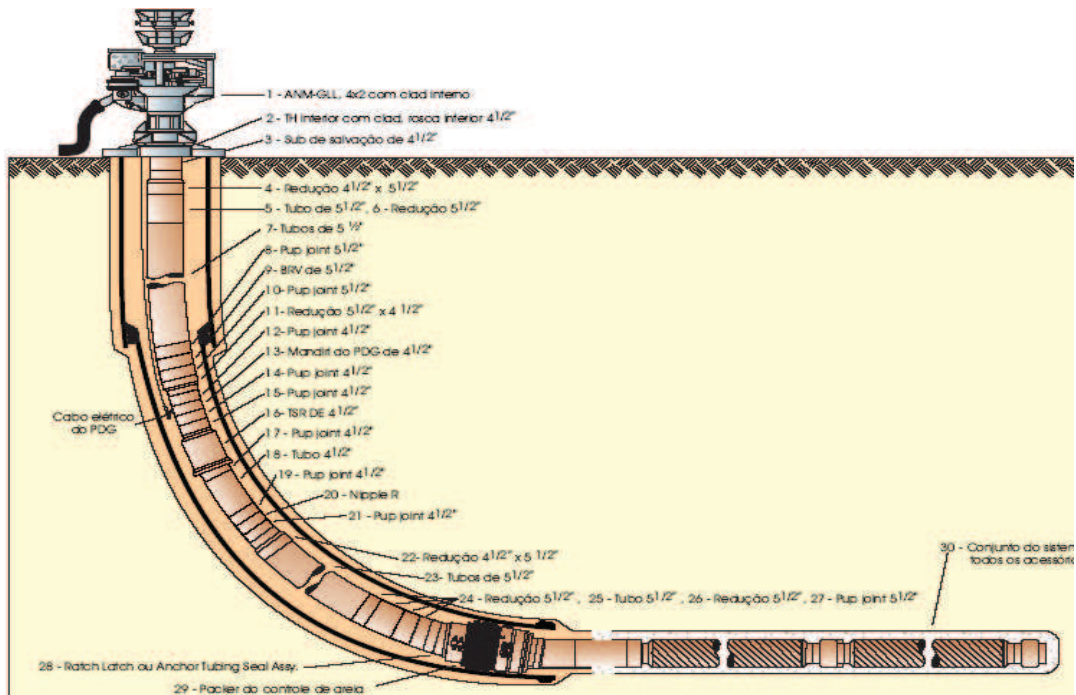 1 - ANM-GLL, 4x2 com clad interno
2 - TH interior com clad. rosca inferior 4 1/2"
3 - Sub de salvação de 4 1/2"
4 - Redução 4 1/2" x 5 1/2"
5 - Tubo de 5 1/2", 6 - Redução 5 1/2"
7- Tubos de 5 ½"
8- Pup joint 5 1/2"
9- BRV de 5 1/2"
10- Pup joint 5 1/2"
11- Redução 5 1/2" x 4 1/2"
12- Pup joint 4 1/2"
13- Mandril do PDG de 4 1/2"
14- Pup joint 4 1/2"
15- Pup joint 4 1/2"
Cabo elétrico
do PDG
16- TSR DE 4 1/2"
17 - Pup joint 4 1/2"
18 - Tubo 4 1/2"
19 - Pup joint 4 1/2"
20 - Nipple R
21 - Pup joint 4 1/2"
22- Redução 4 1/2" x 5 1/2"
23- Tubos de 5 1/2"
24 - Redução 5 1/2", 25 - Tubo 5 1/2", 26 - Redução 5 1/2", 27 - Pup joint 5 1/2"
30 - Conjunto do sistem
todos os acessóri
28 - Ratch Latch ou Anchor Tubing Seal Assy.
29 - Packer do controle de areia